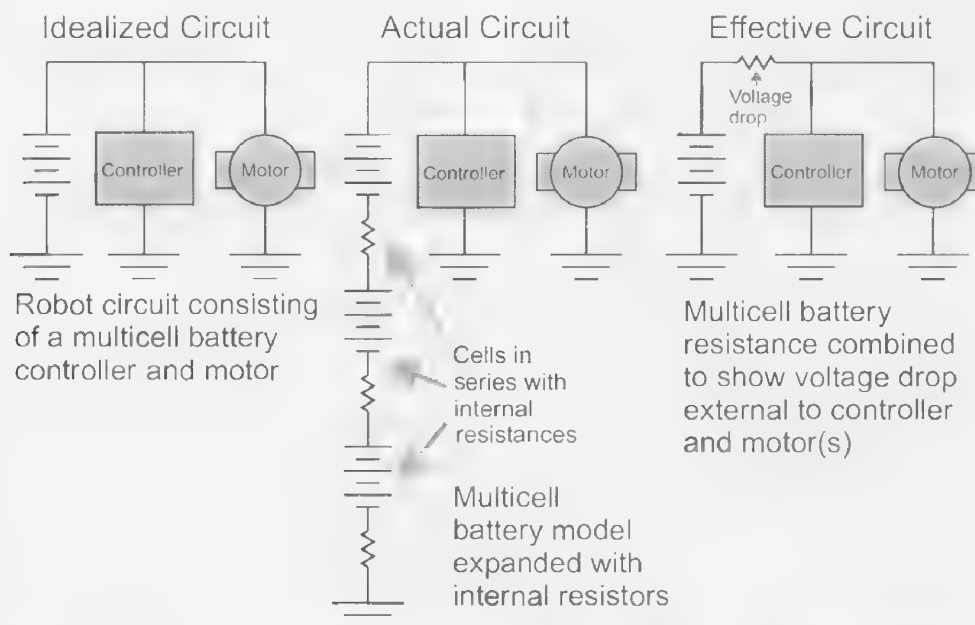 Idealized Circuit
Controller
Motor
Robot circuit consisting
of a multicell battery
controller and motor
Actual Circuit
Controller
Motor
Cells in
series with
internal
resistances
Multicell
battery model
expanded with
internal resistors
Effective Circuit
Voltage
drop
Controller
Motor
Multicell battery
resistance combined
to show voltage drop
external to controller
and motor(s)